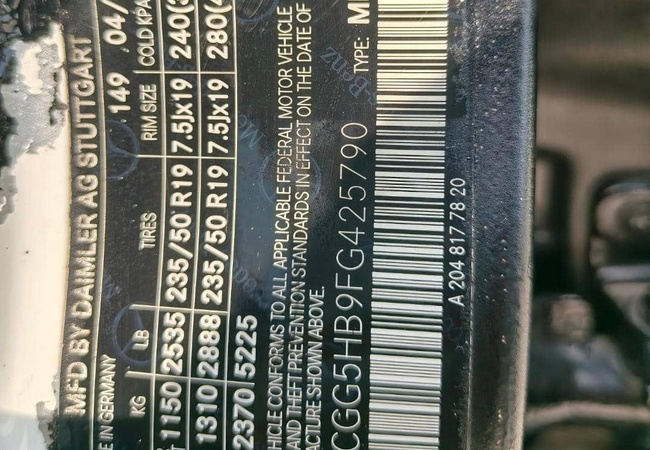 MFD BY DAIMLER AG STUTTGART
E IN GERMANY 149 04/
KG LB TIRES RIM SIZE COLD KPA
1150 2535 235/50 R19 7.5Jx19 240(3
1310 2888 235/50 R19 7.5Jx19 280(4
2370 5225
HICLE CONFORMS TO ALL APPLICABLE FEDERAL MOTOR VEHICLE
AND THEFT PREVENTION STANDARDS IN EFFECT ON THE DATE OF
ACTURE SHOWN ABOVE.
CGG5HB9FG425790 TYPE: M
A 204 817 78 20